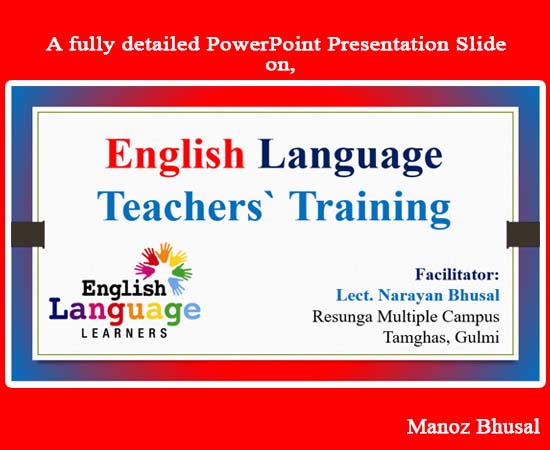 A fully detailed PowerPoint Presentation Slide
on,
English Language
Teachers` Training
Facilitator:
Lect. Narayan Bhusal
Resunga Multiple Campus
Tamghas, Gulmi
English
Language
LEARNERS
Manoz Bhusal